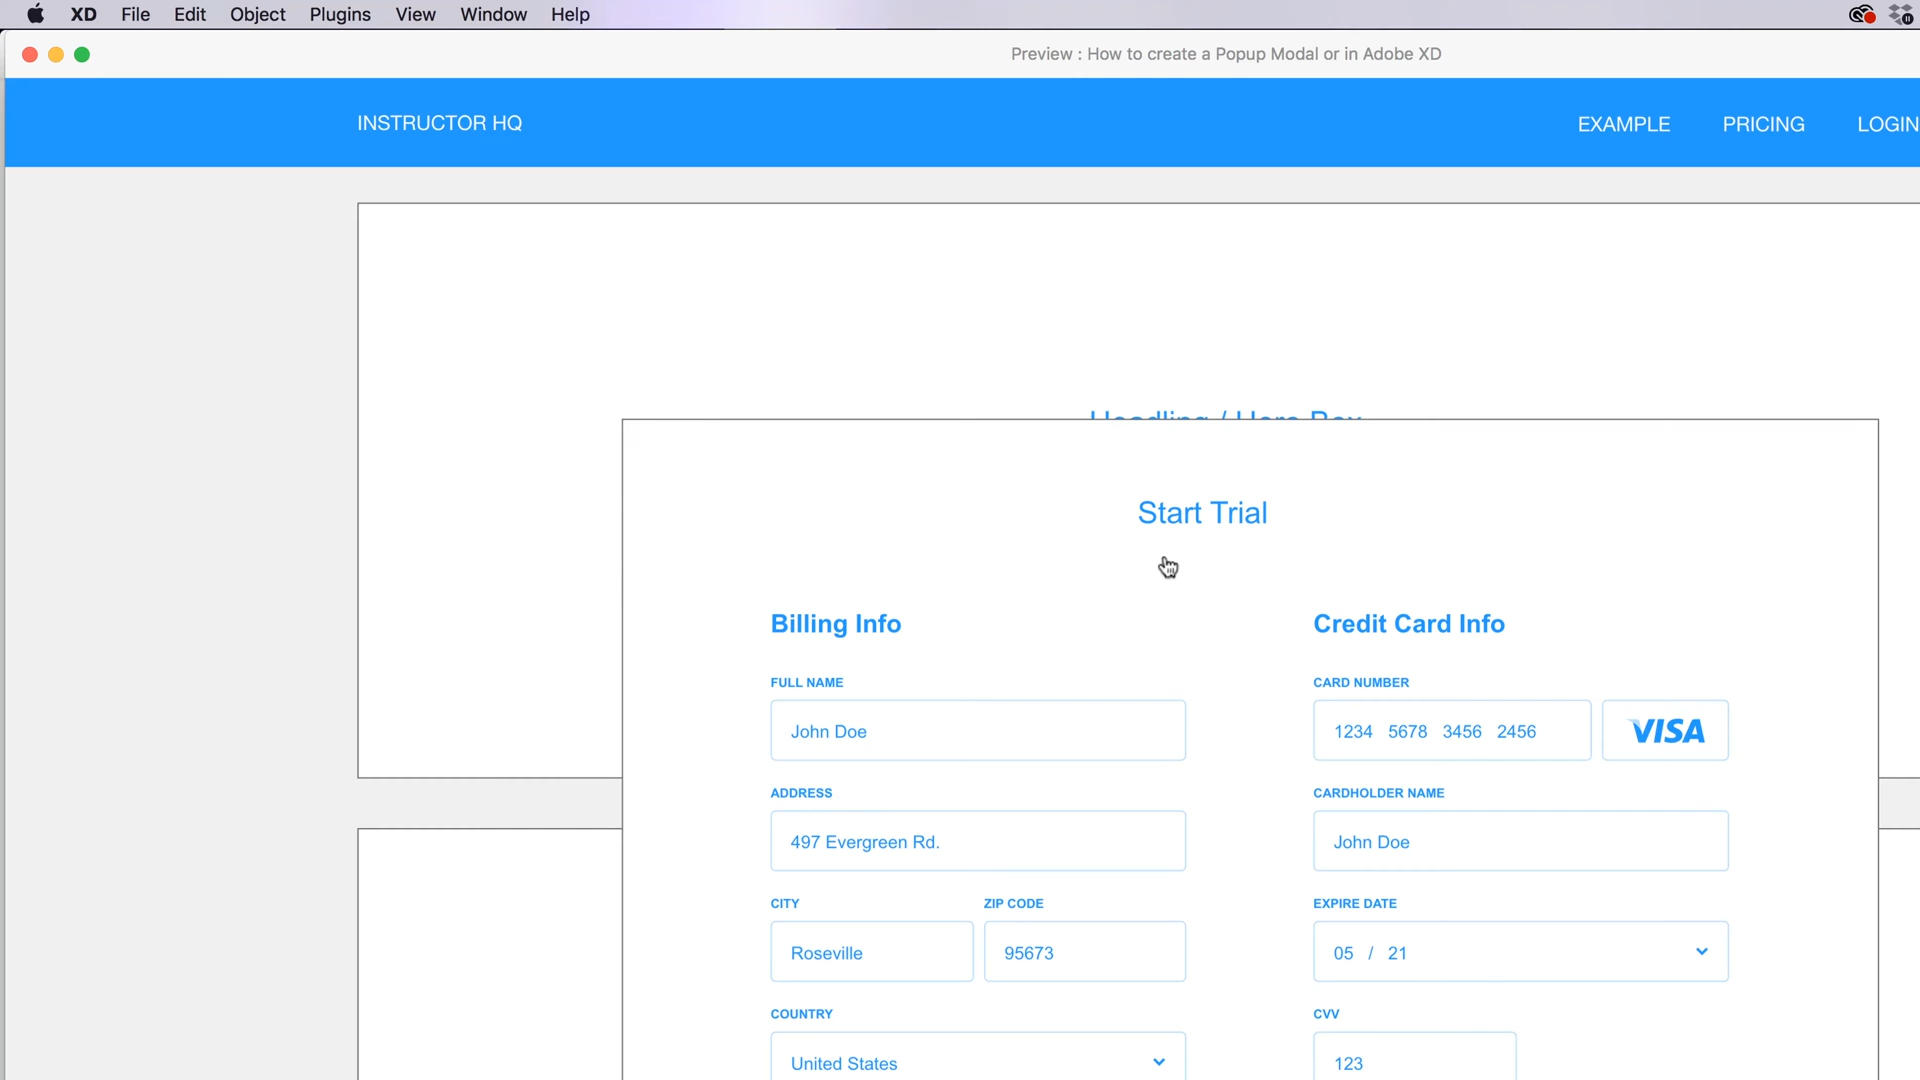 XD File Edit Object Plugins View Window Help
Preview : How to create a Popup Modal or in Adobe XD
INSTRUCTOR HQ EXAMPLE PRICING LOGIN
Headling / Hero Box
Start Trial
Billing Info
Credit Card Info
FULL NAME
John Doe
CARD NUMBER
1234 5678 3456 2456 VISA
ADDRESS
497 Evergreen Rd.
CARDHOLDER NAME
John Doe
CITY ZIP CODE
Roseville 95673
EXPIRE DATE
05 / 21
COUNTRY
United States
CVV
123